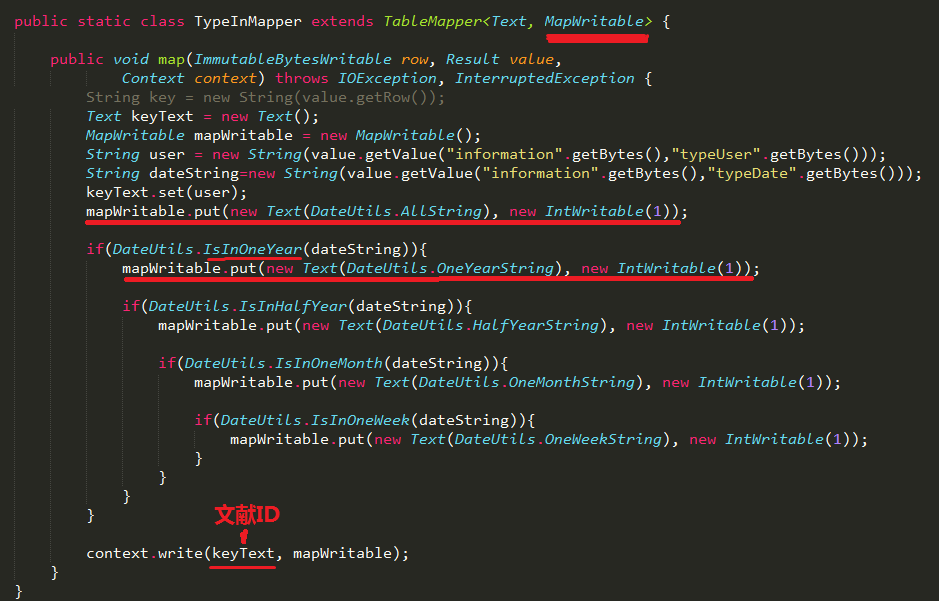 public static class TypeInMapper extends TableMapper<Text, MapWritable> {
public void map(ImmutableBytesWritable row, Result value,
Context context) throws IOException, InterruptedException {
String key = new String(value.getRow());
Text keyText = new Text();
MapWritable mapWritable = new MapWritable();
String user = new String(value.getValue("information".getBytes(),"typeUser".getBytes()));
String dateString=new String(value.getValue("information".getBytes(),"typeDate".getBytes()));
keyText.set(user);
mapWritable.put(new Text(DateUtils.AllString), new IntWritable(1));
if(DateUtils.IsInOneYear(dateString)){
mapWritable.put(new Text(DateUtils.OneYearString), new IntWritable(1));
if(DateUtils.IsInHalfYear(dateString)){
mapWritable.put(new Text(DateUtils.HalfYearString), new IntWritable(1));
if(DateUtils.IsInOneMonth(dateString)){
mapWritable.put(new Text(DateUtils.OneMonthString), new IntWritable(1));
if(DateUtils.IsInOneWeek(dateString)){
mapWritable.put(new Text(DateUtils.OneWeekString), new IntWritable(1));
}
}
}
}
文献ID
context.write(keyText, mapWritable);
}
}